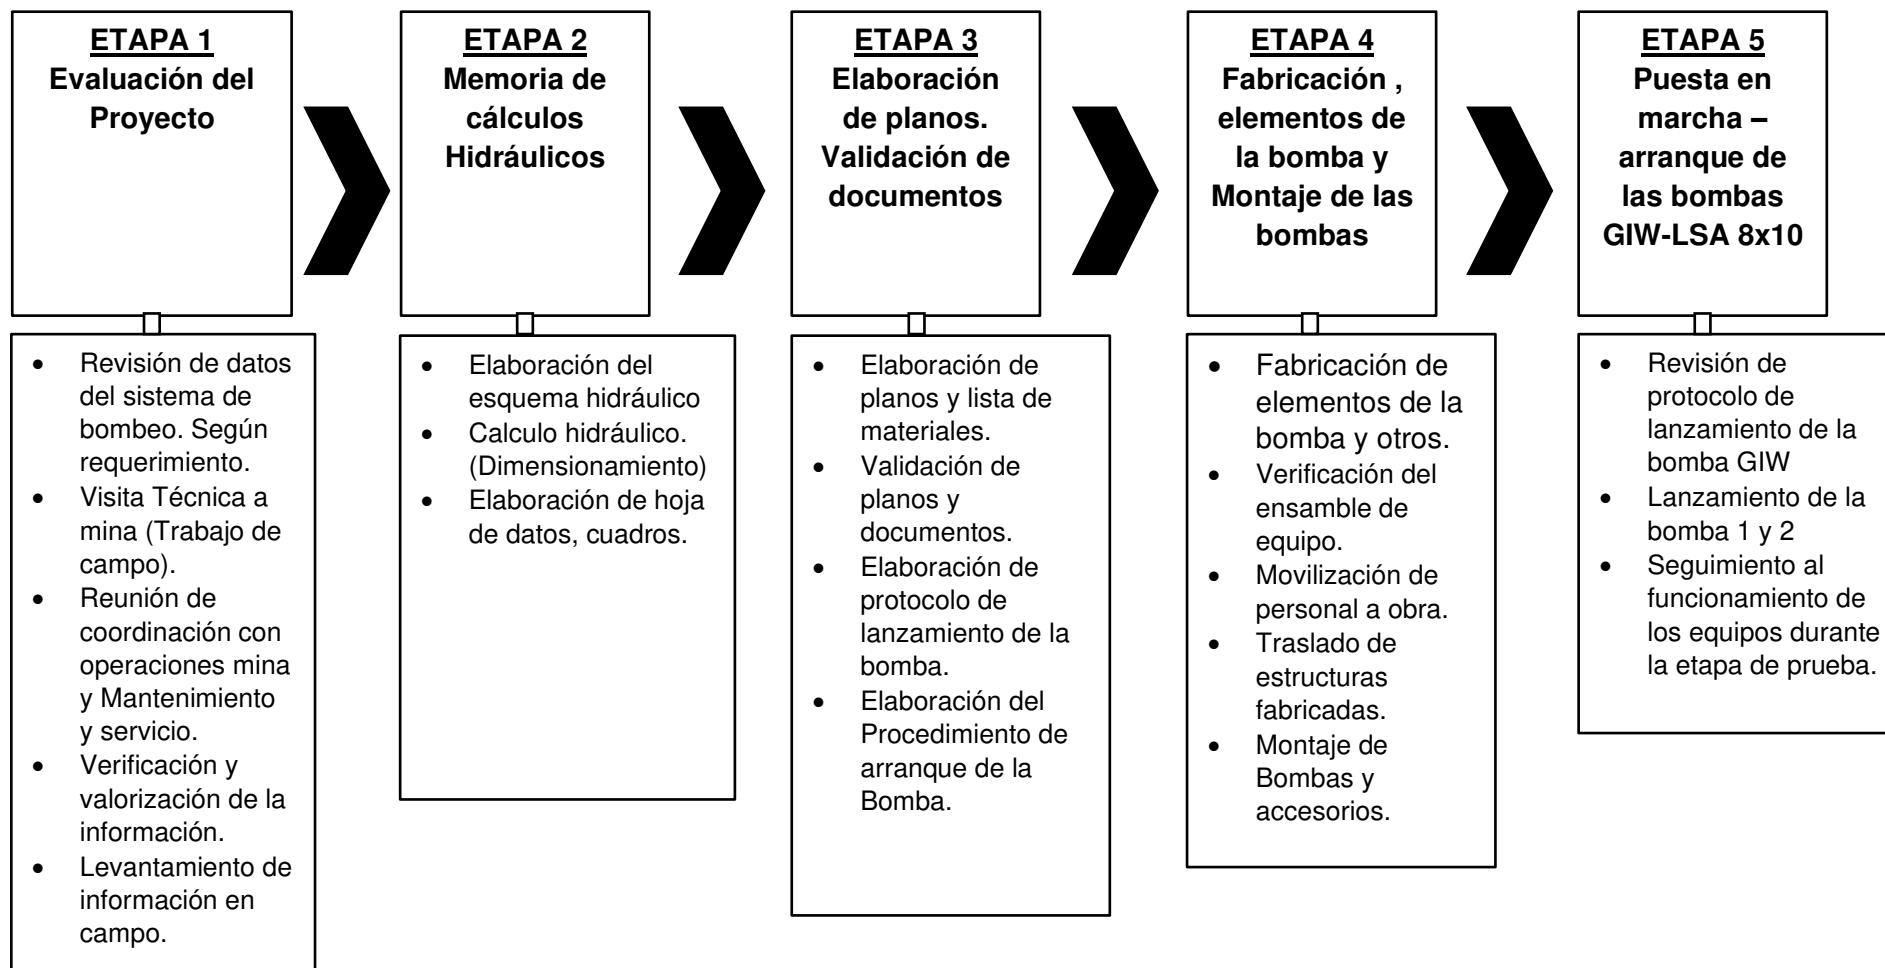 ETAPA 1
Evaluación del
Proyecto
ETAPA 2
Memoria de
cálculos
Hidráulicos
ETAPA 3
Elaboración
de planos.
Validación de
documentos
ETAPA 4
Fabricación ,
elementos de
la bomba y
Montaje de las
bombas
ETAPA 5
Puesta en
marcha –
arranque de
las bombas
GIW-LSA 8x10
• Revisión de datos
del sistema de
bombeo. Según
requerimiento.
• Visita Técnica a
mina (Trabajo de
campo).
• Reunión de
coordinación con
operaciones mina
y Mantenimiento
y servicio.
• Verificación y
valorización de la
información.
• Levantamiento de
información en
campo.
• Elaboración del
esquema hidráulico
• Calculo hidráulico.
(Dimensionamiento)
• Elaboración de hoja
de datos, cuadros.
• Elaboración de
planos y lista de
materiales.
• Validación de
planos y
documentos.
• Elaboración de
protocolo de
lanzamiento de la
bomba.
• Elaboración del
Procedimiento de
arranque de la
Bomba.
• Fabricación de
elementos de la
bomba y otros.
• Verificación del
ensamble de
equipo.
• Movilización de
personal a obra.
• Traslado de
estructuras
fabricadas.
• Montaje de
Bombas y
accesorios.
• Revisión de
protocolo de
lanzamiento de la
bomba GIW
• Lanzamiento de la
bomba 1 y 2
• Seguimiento al
funcionamiento de
los equipos durante
la etapa de prueba.